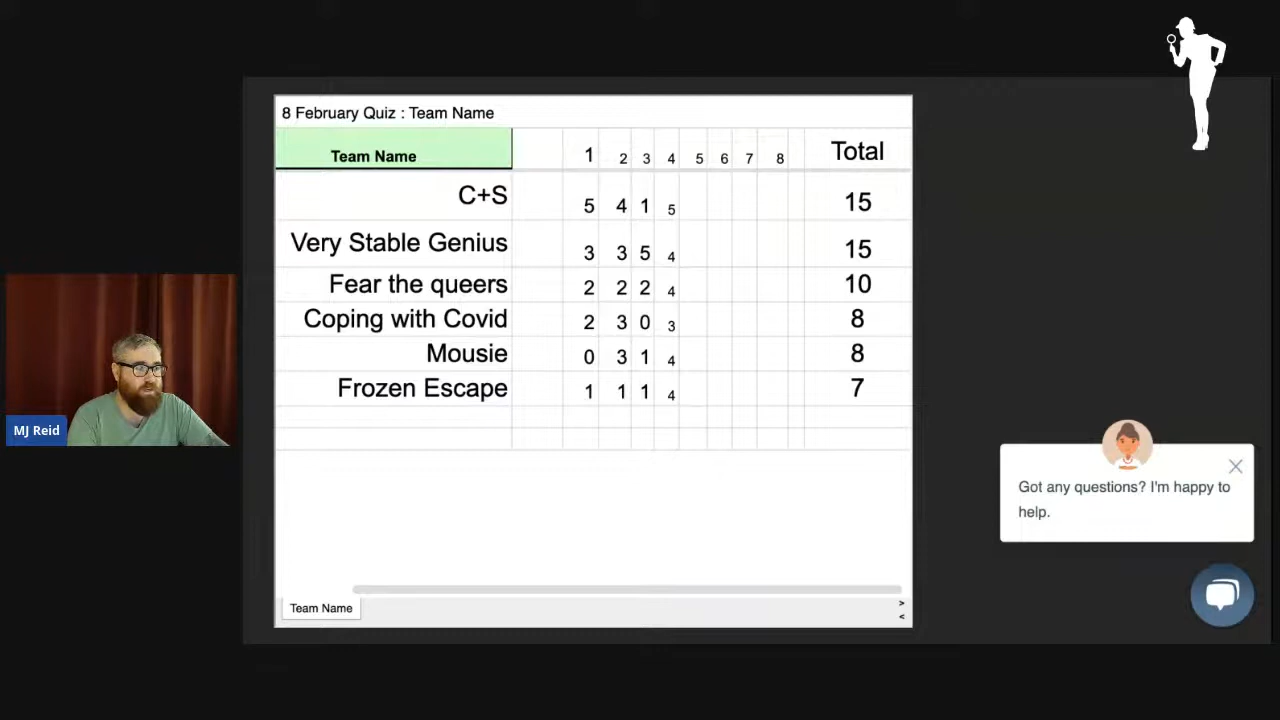 8 February Quiz : Team Name
Team Name 1 2 3 4 5 6 7 8 Total
C+S 5 4 1 5 15
Very Stable Genius 3 3 5 4 15
Fear the queers 2 2 2 4 10
Coping with Covid 2 3 0 3 8
Mousie 0 3 1 4 8
Frozen Escape 1 1 1 4 7
MJ Reid
Got any questions? I'm happy to
help.
Team Name